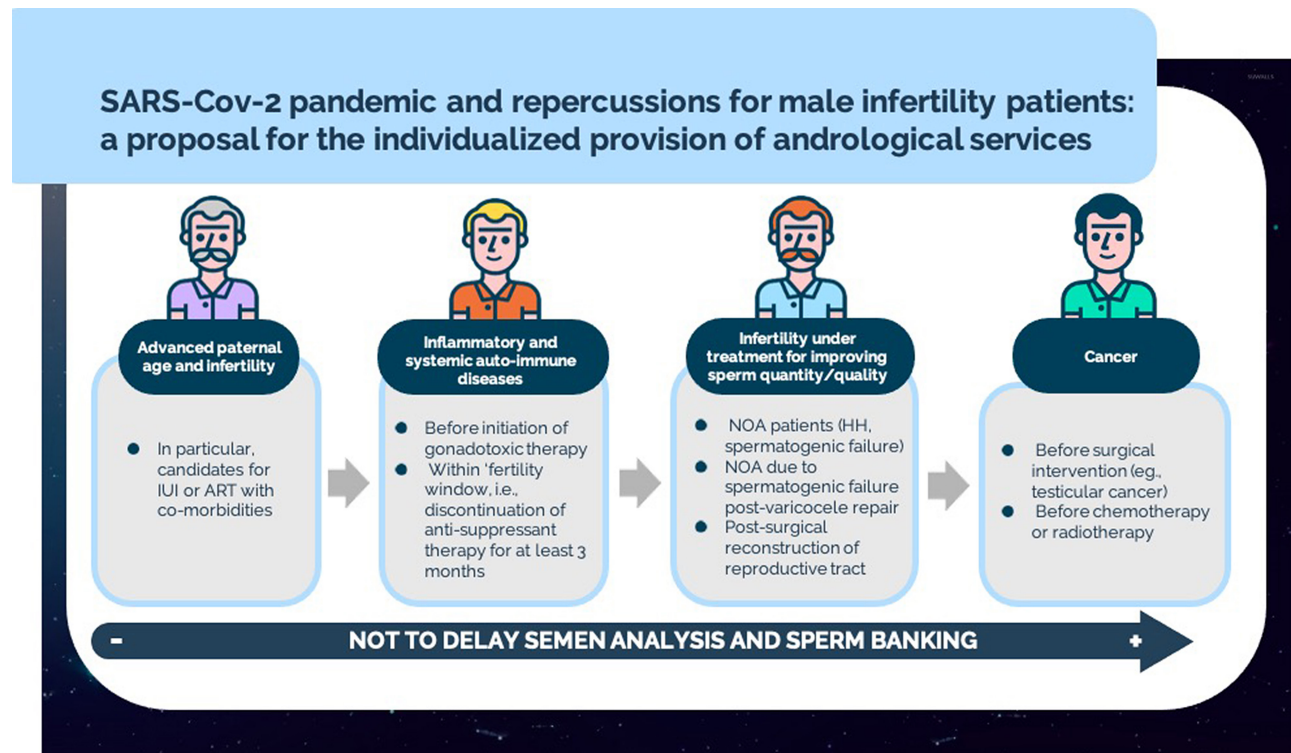 SUWALLS
SARS-Cov-2 pandemic and repercussions for male infertility patients:
a proposal for the individualized provision of andrological services
Advanced paternal
age and infertility
● In particular,
candidates for
IUI or ART with
co-morbidities
Inflammatory and
systemic auto-immune
diseases
● Before initiation of
gonadotoxic therapy
● Within 'fertility
window, i.e.,
discontinuation of
anti-suppressant
therapy for at least 3
months
Infertility under
treatment for improving
sperm quantity/quality
● NOA patients (HH,
spermatogenic failure)
● NOA due to
spermatogenic failure
post-varicocele repair
● Post-surgical
reconstruction of
reproductive tract
Cancer
● Before surgical
intervention (eg.,
testicular cancer)
● Before chemotherapy
or radiotherapy
- NOT TO DELAY SEMEN ANALYSIS AND SPERM BANKING +